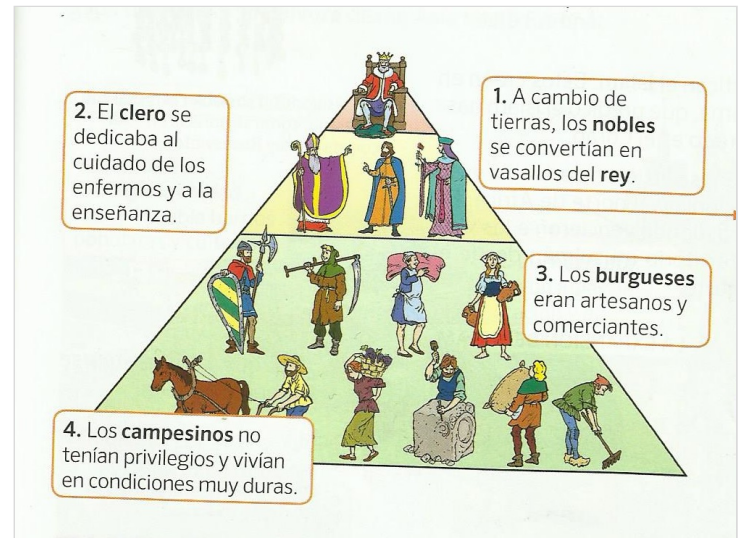 1. A cambio de
tierras, los nobles
se convertían en
vasallos del rey.
2. El clero se
dedicaba al
cuidado de los
enfermos y a la
enseñanza.
3. Los burgueses
eran artesanos y
comerciantes.
4. Los campesinos no
tenían privilegios y vivían
en condiciones muy duras.